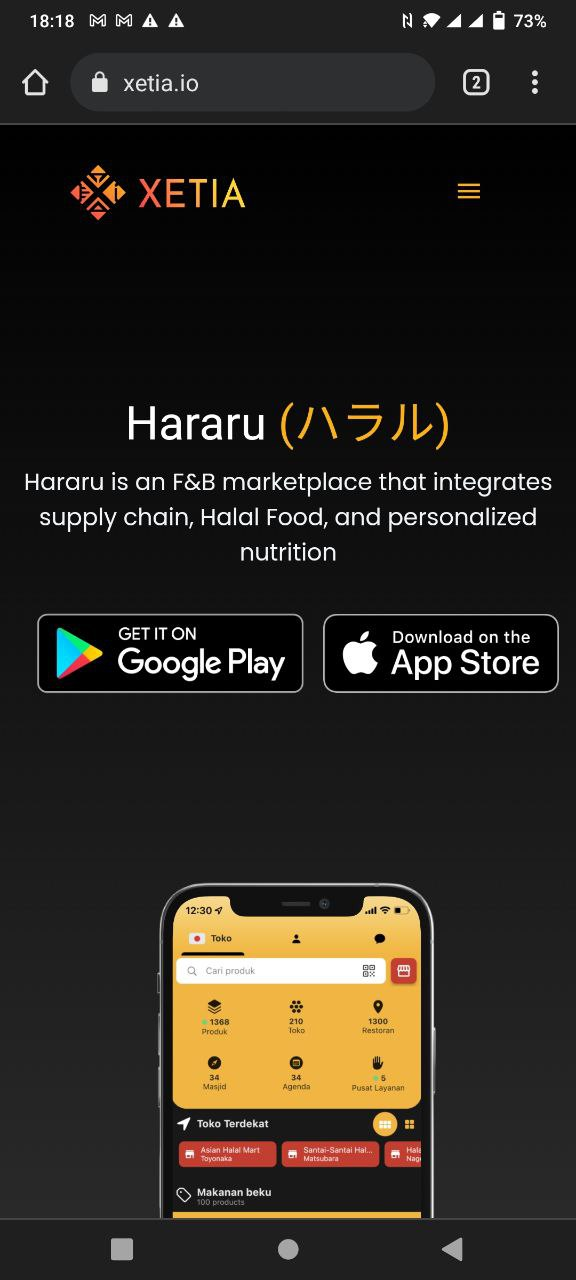 18:18
73%
xetia.io
2
XETIA
Hararu (ハラル)
Hararu is an F&B marketplace that integrates
supply chain, Halal Food, and personalized
nutrition
GET IT ON
Google Play
Download on the
App Store
12:30
Toko
Cari produk
1368
Produk
210
Toko
1300
Restoran
34
Masjid
34
Agenda
5
Pusat Layanan
Toko Terdekat
Asian Halal Mart
Toyonaka
Santai-Santai Hal...
Matsubara
Hala
Nago
Makanan beku
100 products